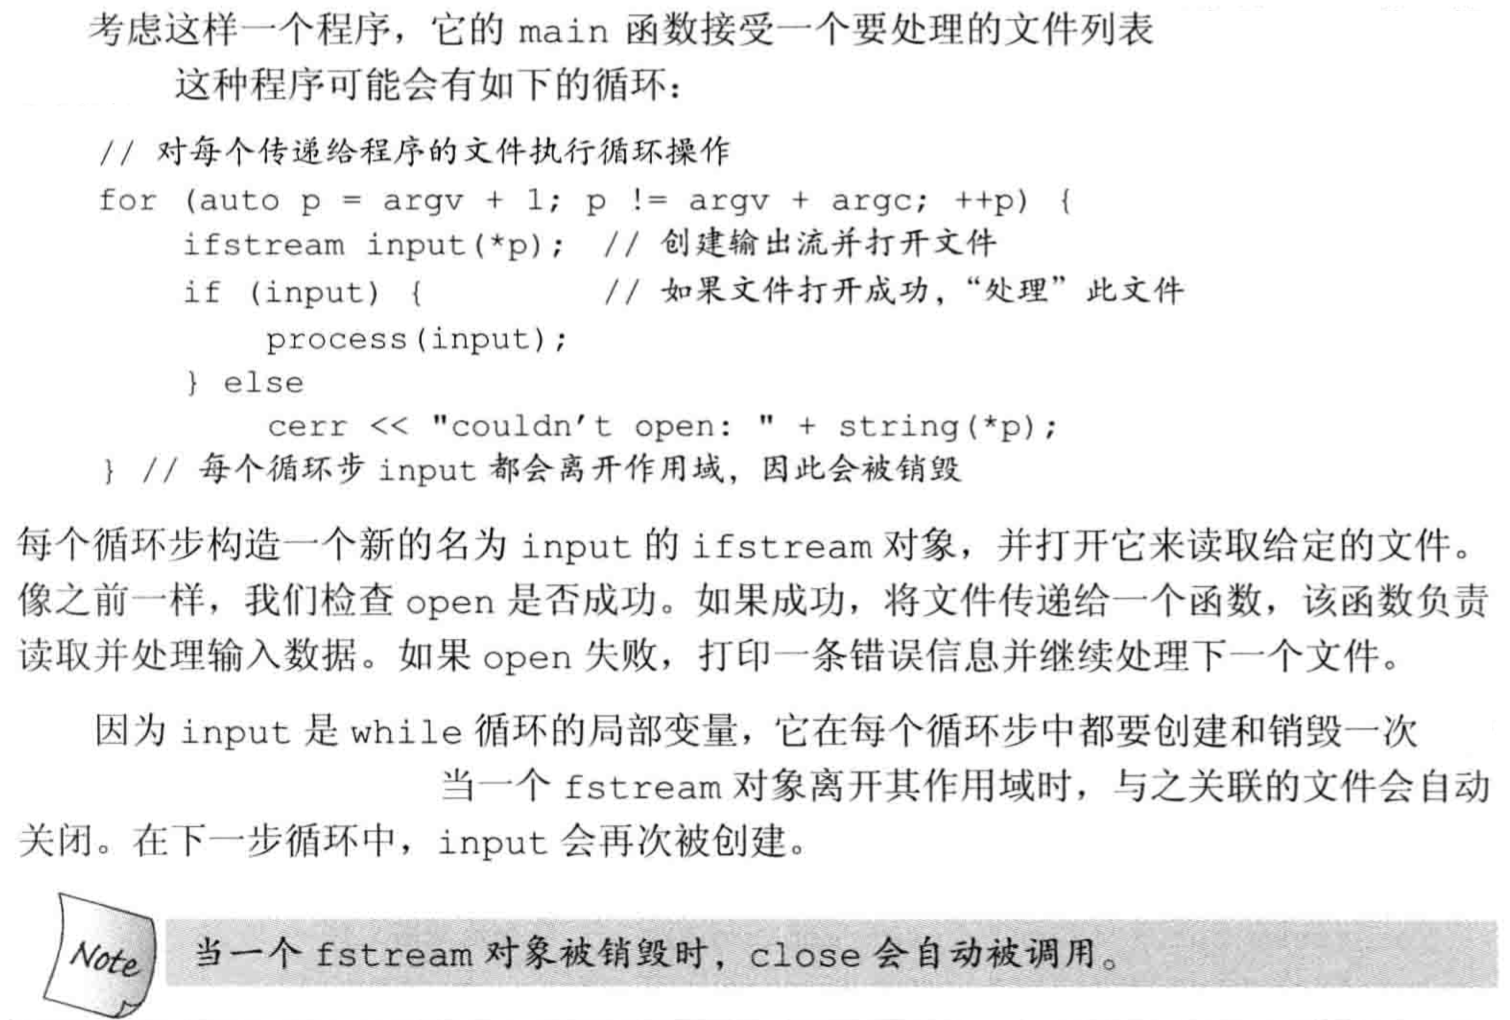 考虑这样一个程序，它的 main 函数接受一个要处理的文件列表
这种程序可能会有如下的循环：
// 对每个传递给程序的文件执行循环操作
for (auto p = argv + 1; p != argv + argc; ++p) {
    ifstream input(*p);  // 创建输出流并打开文件
    if (input) {         // 如果文件打开成功，“处理”此文件
        process(input);
    } else
        cerr << "couldn't open: " + string(*p);
} // 每个循环步 input 都会离开作用域，因此会被销毁
每个循环步构造一个新的名为 input 的 ifstream 对象，并打开它来读取给定的文件。
像之前一样，我们检查 open 是否成功。如果成功，将文件传递给一个函数，该函数负责
读取并处理输入数据。如果 open 失败，打印一条错误信息并继续处理下一个文件。
因为 input 是 while 循环的局部变量，它在每个循环步中都要创建和销毁一次
当一个 fstream 对象离开其作用域时，与之关联的文件会自动
关闭。在下一步循环中，input 会再次被创建。
Note 当一个 fstream 对象被销毁时，close 会自动被调用。